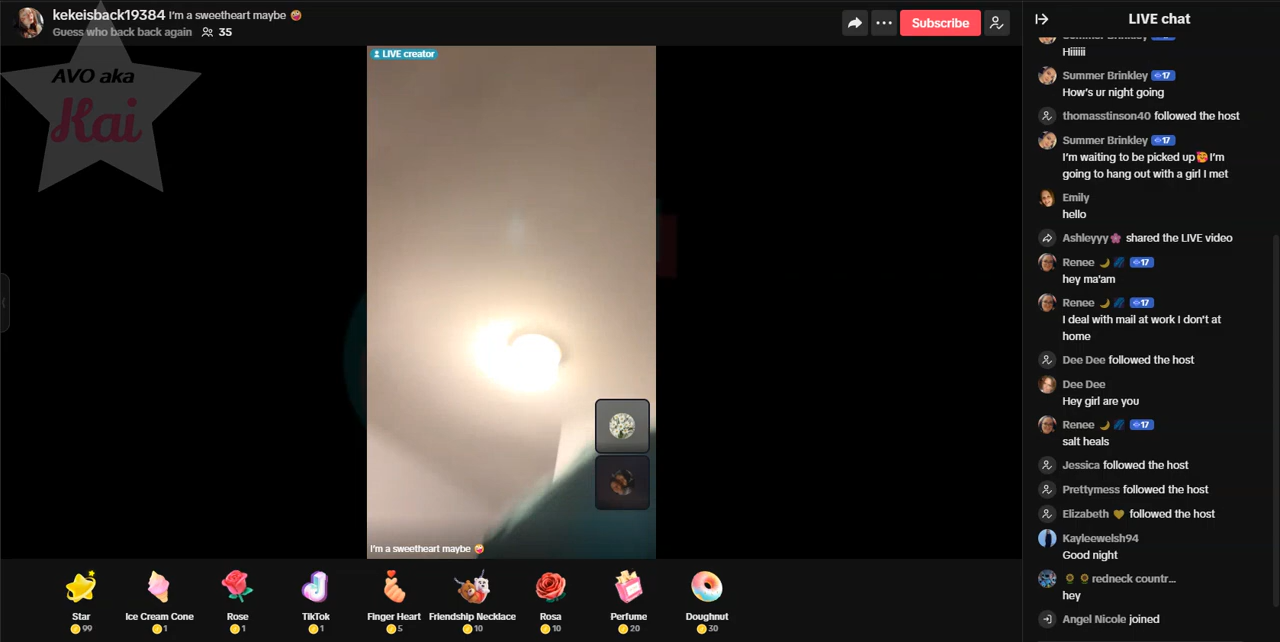 kekeisback19384 I'm a sweetheart maybe 🤪
Guess who back back again 35
Subscribe
AVO aka
Kai
LIVE creator
I'm a sweetheart maybe 🤪
Star
99
Ice Cream Cone
1
Rose
1
TikTok
1
Finger Heart
5
Friendship Necklace
10
Rosa
10
Perfume
20
Doughnut
30
LIVE chat
Summer Brinkley 17
Hiiiiii
Summer Brinkley 17
How's ur night going
thomasstinson40 followed the host
Summer Brinkley 17
I'm waiting to be picked up🥰I'm
going to hang out with a girl I met
Emily
hello
Ashleyyy🌸 shared the LIVE video
Renee 🌙 17
hey ma'am
Renee 🌙 17
I deal with mail at work I don't at
home
Dee Dee followed the host
Dee Dee
Hey girl are you
Renee 🌙 17
salt heals
Jessica followed the host
Prettymess followed the host
Elizabeth 💛 followed the host
Kayleewelsh94
Good night
🌻 🌻redneck countr...
hey
Angel Nicole joined